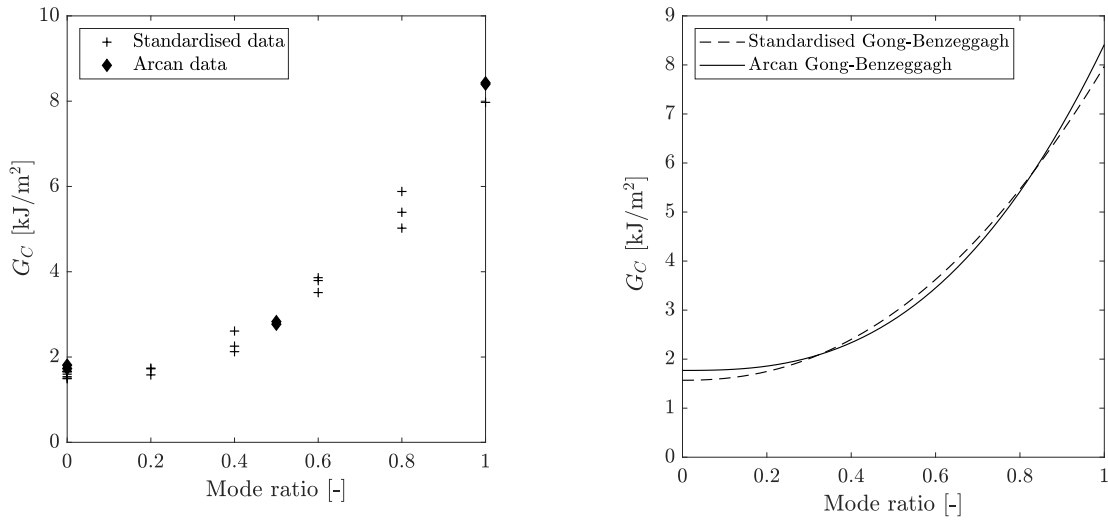 10
8
6
4
2
0
G_C [kJ/m²]
Standardised data
Arcan data
0 0.2 0.4 0.6 0.8 1
Mode ratio [-]
9
8
7
6
5
4
3
2
1
0
G_C [kJ/m²]
Standardised Gong-Benzeggagh
Arcan Gong-Benzeggagh
0 0.2 0.4 0.6 0.8 1
Mode ratio [-]